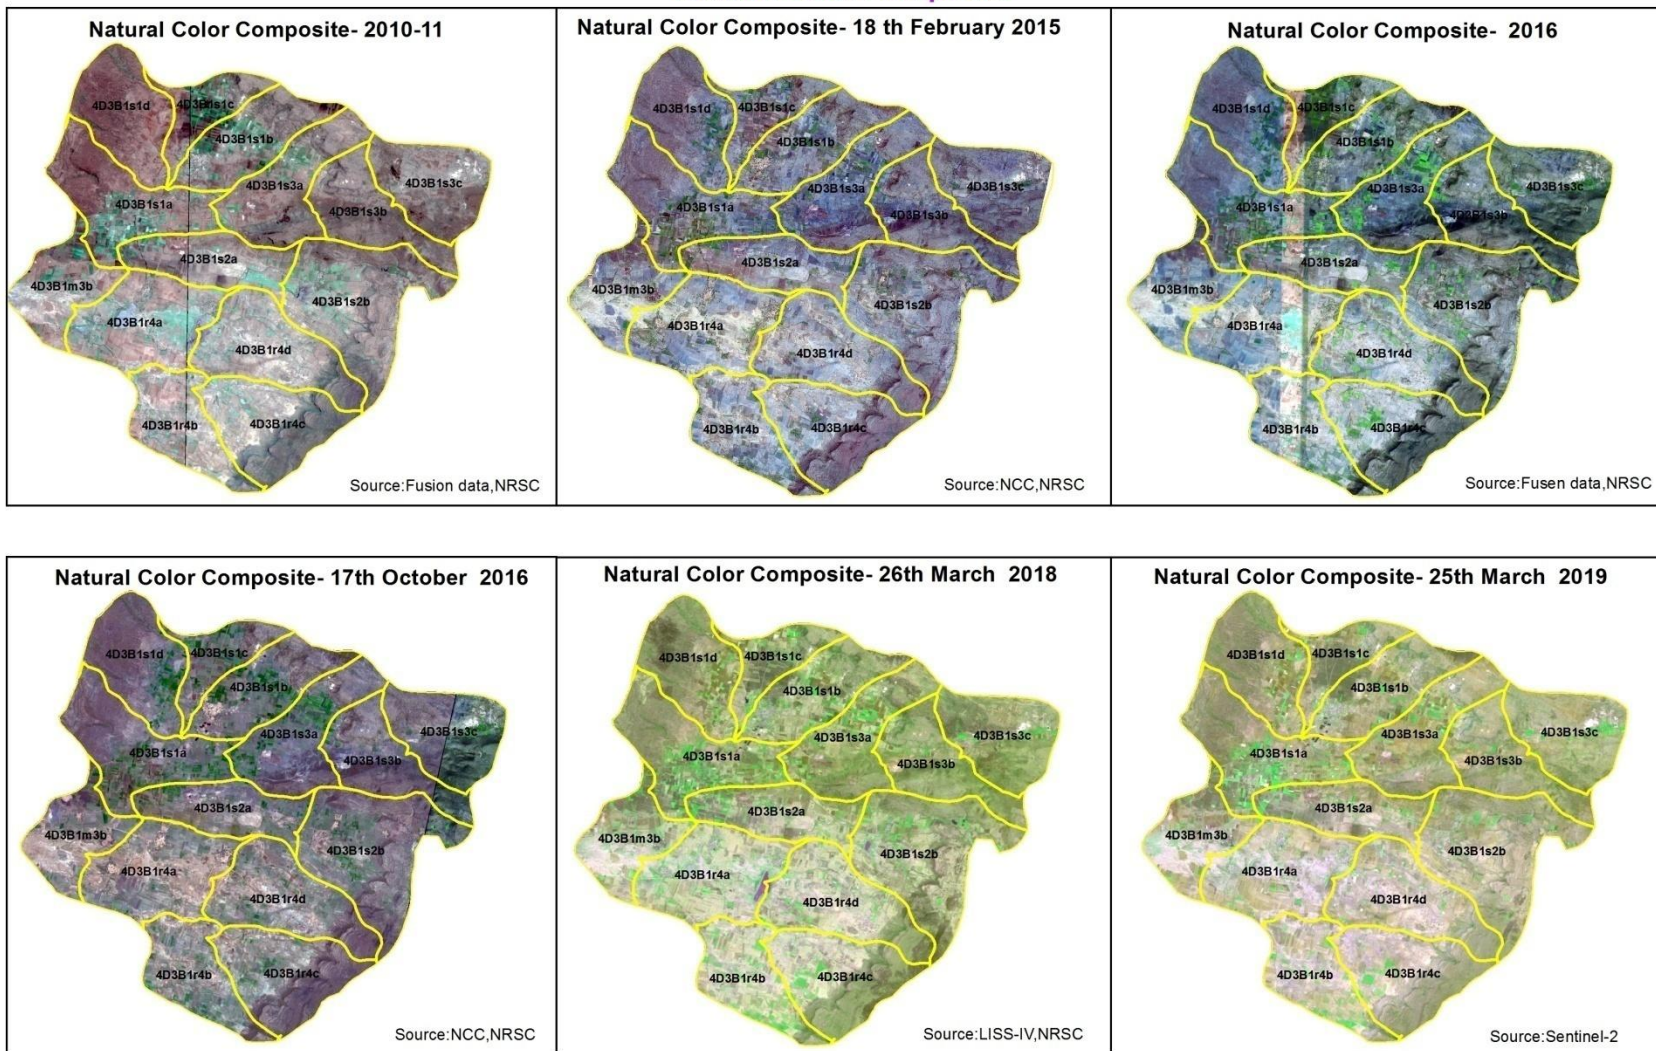 Natural Color Composite- 2010-11
4D3B1s1d
4D3B1s1c
4D3B1s1b
4D3B1s3a
4D3B1s3c
4D3B1s1a
4D3B1s3b
4D3B1s2a
4D3B1m3b
4D3B1s2b
4D3B1r4a
4D3B1r4d
4D3B1r4b
4D3B1r4c
Source:Fusion data,NRSC
Natural Color Composite- 18 th February 2015
4D3B1s1d
4D3B1s1c
4D3B1s1b
4D3B1s3a
4D3B1s3c
4D3B1s1a
4D3B1s3b
4D3B1s2a
4D3B1m3b
4D3B1s2b
4D3B1r4a
4D3B1r4d
4D3B1r4b
4D3B1r4c
Source:NCC,NRSC
Natural Color Composite- 2016
4D3B1s1d
4D3B1s1c
4D3B1s1b
4D3B1s3a
4D3B1s3c
4D3B1s1a
4D3B1s3b
4D3B1s2a
4D3B1m3b
4D3B1s2b
4D3B1r4a
4D3B1r4d
4D3B1r4b
4D3B1r4c
Source:Fusen data,NRSC
Natural Color Composite- 17th October 2016
4D3B1s1d
4D3B1s1c
4D3B1s1b
4D3B1s3a
4D3B1s3c
4D3B1s1a
4D3B1s3b
4D3B1s2a
4D3B1m3b
4D3B1s2b
4D3B1r4a
4D3B1r4d
4D3B1r4b
4D3B1r4c
Source:NCC,NRSC
Natural Color Composite- 26th March 2018
4D3B1s1d
4D3B1s1c
4D3B1s1b
4D3B1s3a
4D3B1s3c
4D3B1s1a
4D3B1s3b
4D3B1s2a
4D3B1m3b
4D3B1s2b
4D3B1r4a
4D3B1r4d
4D3B1r4b
4D3B1r4c
Source:LISS-IV,NRSC
Natural Color Composite- 25th March 2019
4D3B1s1d
4D3B1s1c
4D3B1s1b
4D3B1s3a
4D3B1s3c
4D3B1s1a
4D3B1s3b
4D3B1s2a
4D3B1m3b
4D3B1s2b
4D3B1r4a
4D3B1r4d
4D3B1r4b
4D3B1r4c
Source:Sentinel-2